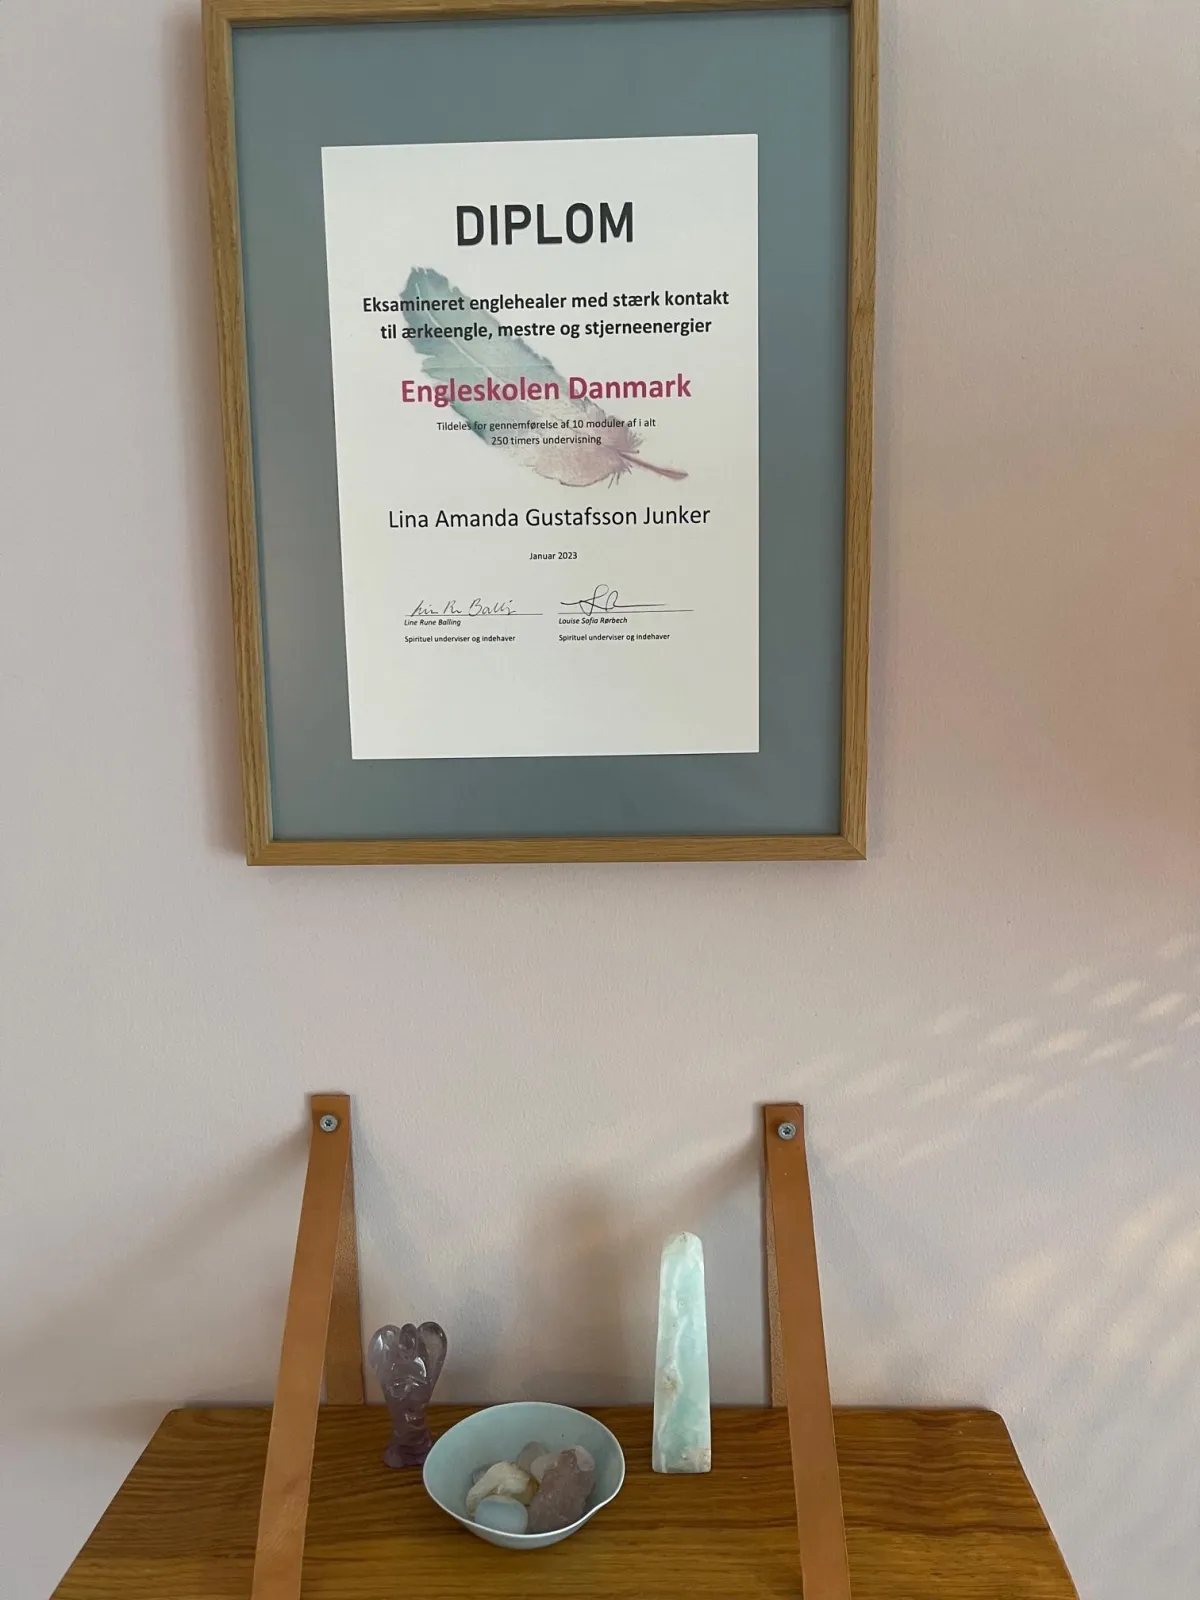 DIPLOM
Eksamineret englehealer med stærk kontakt
til ærkeengle, mestre og stjerneenergier
Engleskolen Danmark
Tildeles for gennemførelse af 10 moduler af i alt
250 timers undervisning
Lina Amanda Gustafsson Junker
Januar 2023
Line Rune Balling
Louise Sofia Rørbech
Spirituel underviser og indehaver
Spirituel underviser og indehaver